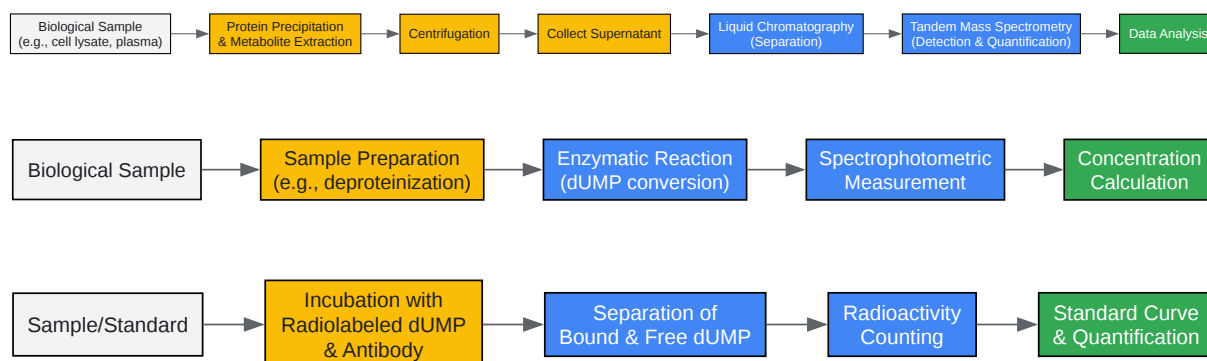 Biological Sample
(e.g., cell lysate, plasma)
Protein Precipitation
& Metabolite Extraction
Centrifugation
Collect Supernatant
Liquid Chromatography
(Separation)
Tandem Mass Spectrometry
(Detection & Quantification)
Data Analysis
Biological Sample
Sample Preparation
(e.g., deproteinization)
Enzymatic Reaction
(dUMP conversion)
Spectrophotometric
Measurement
Concentration
Calculation
Sample/Standard
Incubation with
Radiolabeled dUMP
& Antibody
Separation of
Bound & Free dUMP
Radioactivity
Counting
Standard Curve
& Quantification